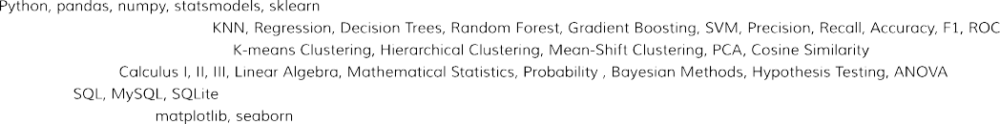 Python, pandas, numpy, statsmodels, sklearn
KNN, Regression, Decision Trees, Random Forest, Gradient Boosting, SVM, Precision, Recall, Accuracy, F1, ROC
K-means Clustering, Hierarchical Clustering, Mean-Shift Clustering, PCA, Cosine Similarity
Calculus I, II, III, Linear Algebra, Mathematical Statistics, Probability , Bayesian Methods, Hypothesis Testing, ANOVA
SQL, MySQL, SQLite
matplotlib, seaborn